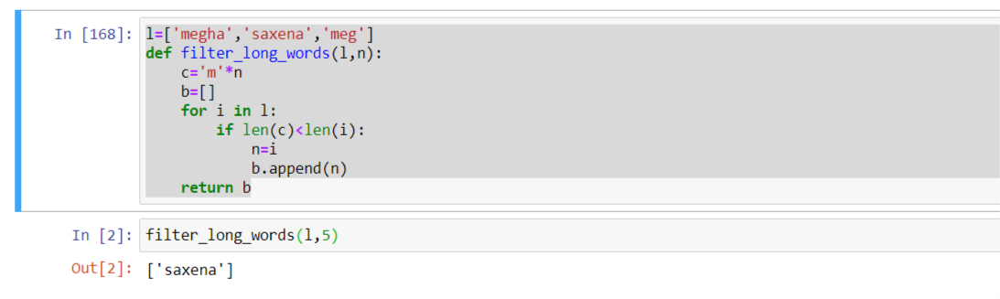 In [168]: l=['megha','saxena','meg']
def filter_long_words(l,n):
    c='m'*n
    b=[]
    for i in l:
        if len(c)<len(i):
            n=i
            b.append(n)
    return b
In [2]: filter_long_words(l,5)
Out[2]: ['saxena']